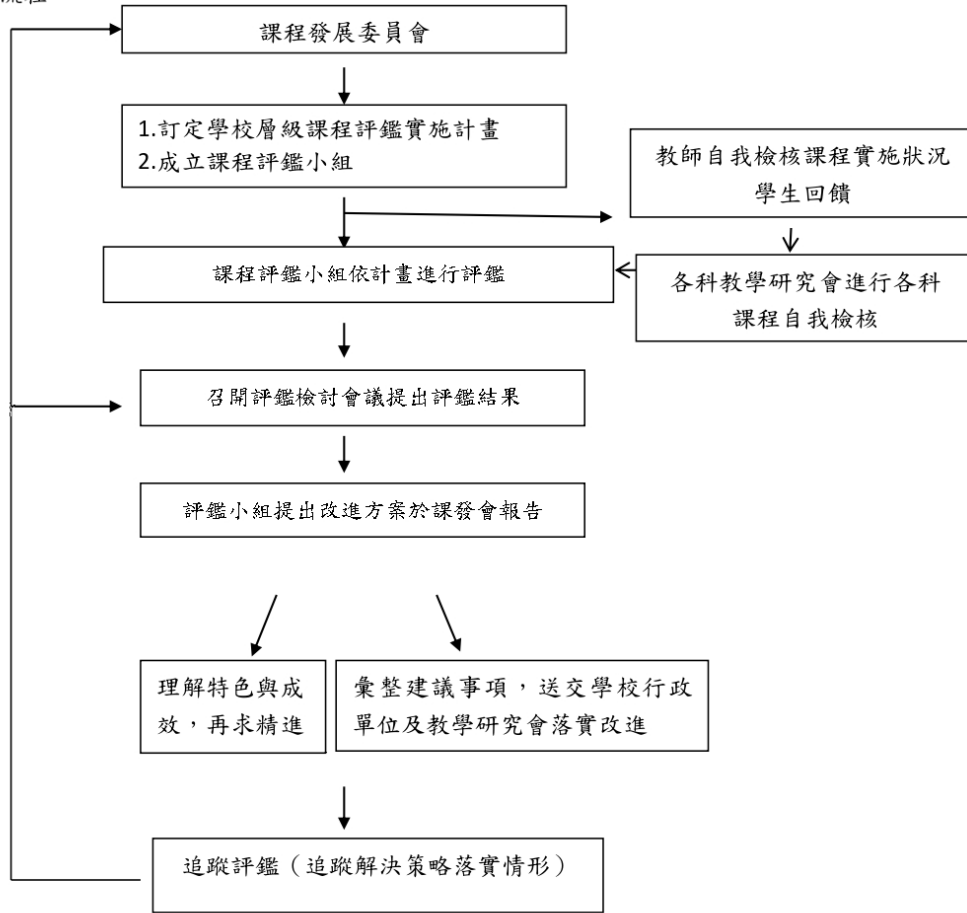 流程
課程發展委員會
1.訂定學校層級課程評鑑實施計畫
2.成立課程評鑑小組
教師自我檢核課程實施狀況
學生回饋
課程評鑑小組依計畫進行評鑑
各科教學研究會進行各科
課程自我檢核
召開評鑑檢討會議提出評鑑結果
評鑑小組提出改進方案於課發會報告
理解特色與成
效，再求精進
彙整建議事項，送交學校行政
單位及教學研究會落實改進
追蹤評鑑（追蹤解決策略落實情形）